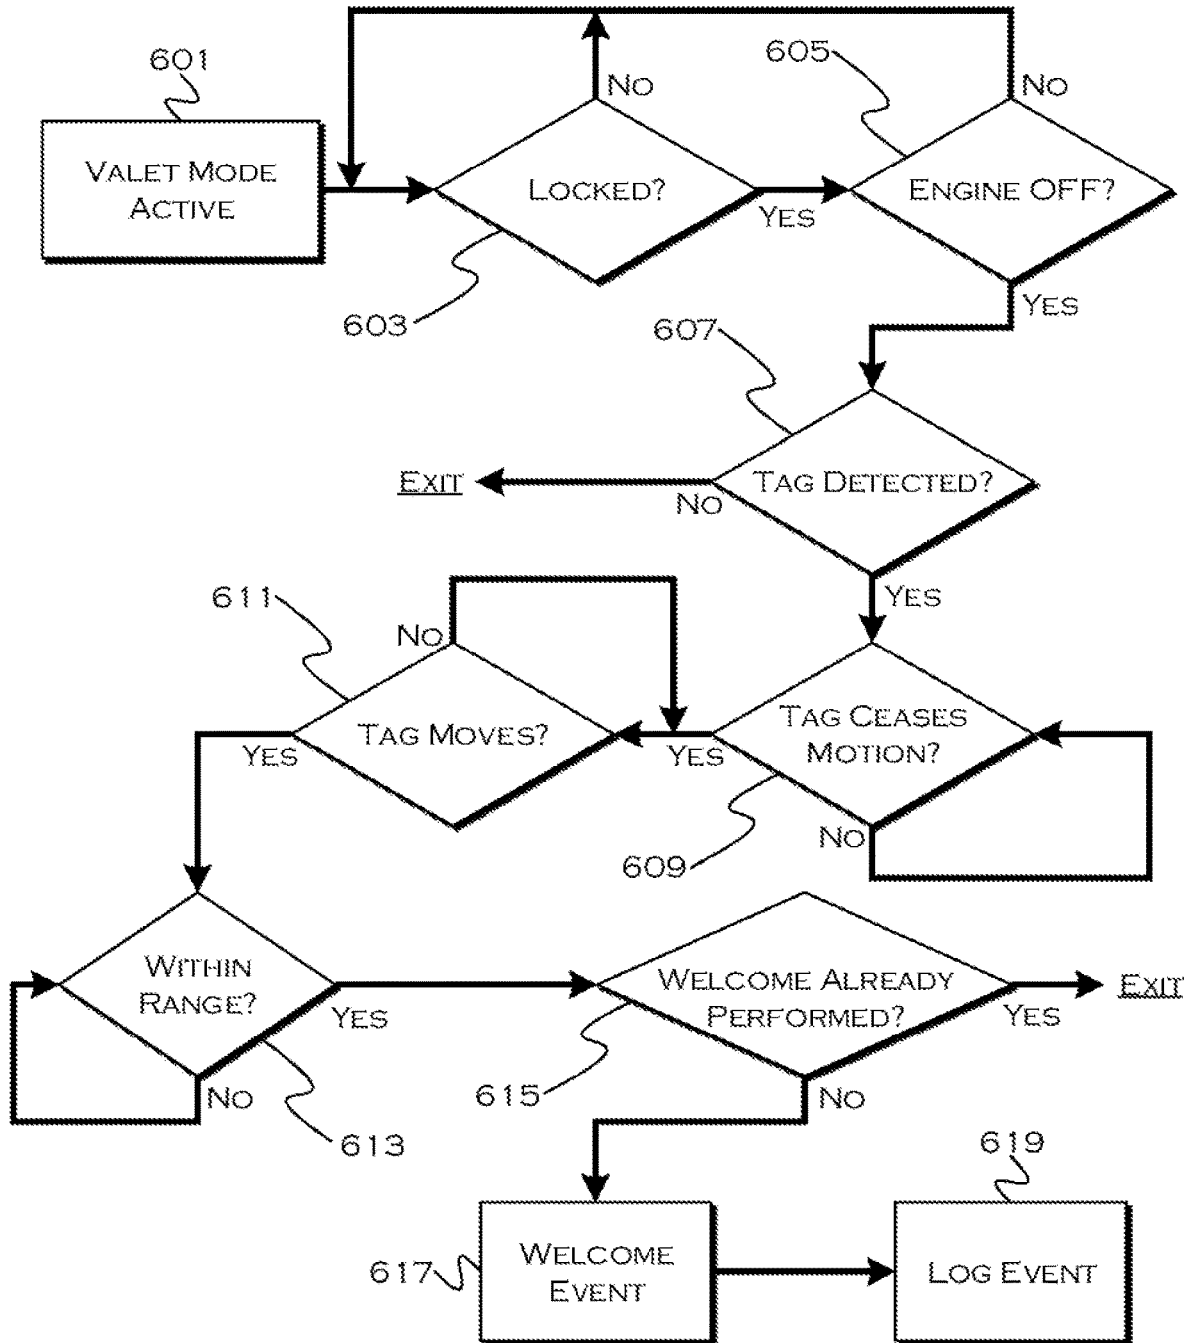 601
VALET MODE
ACTIVE
NO
LOCKED?
YES
603
605
NO
ENGINE OFF?
YES
607
TAG DETECTED?
NO
EXIT
YES
611
NO
TAG MOVES?
YES
TAG CEASES
MOTION?
YES
NO
609
WITHIN
RANGE?
YES
NO
613
WELCOME ALREADY
PERFORMED?
YES
EXIT
615
NO
617
WELCOME
EVENT
619
LOG EVENT